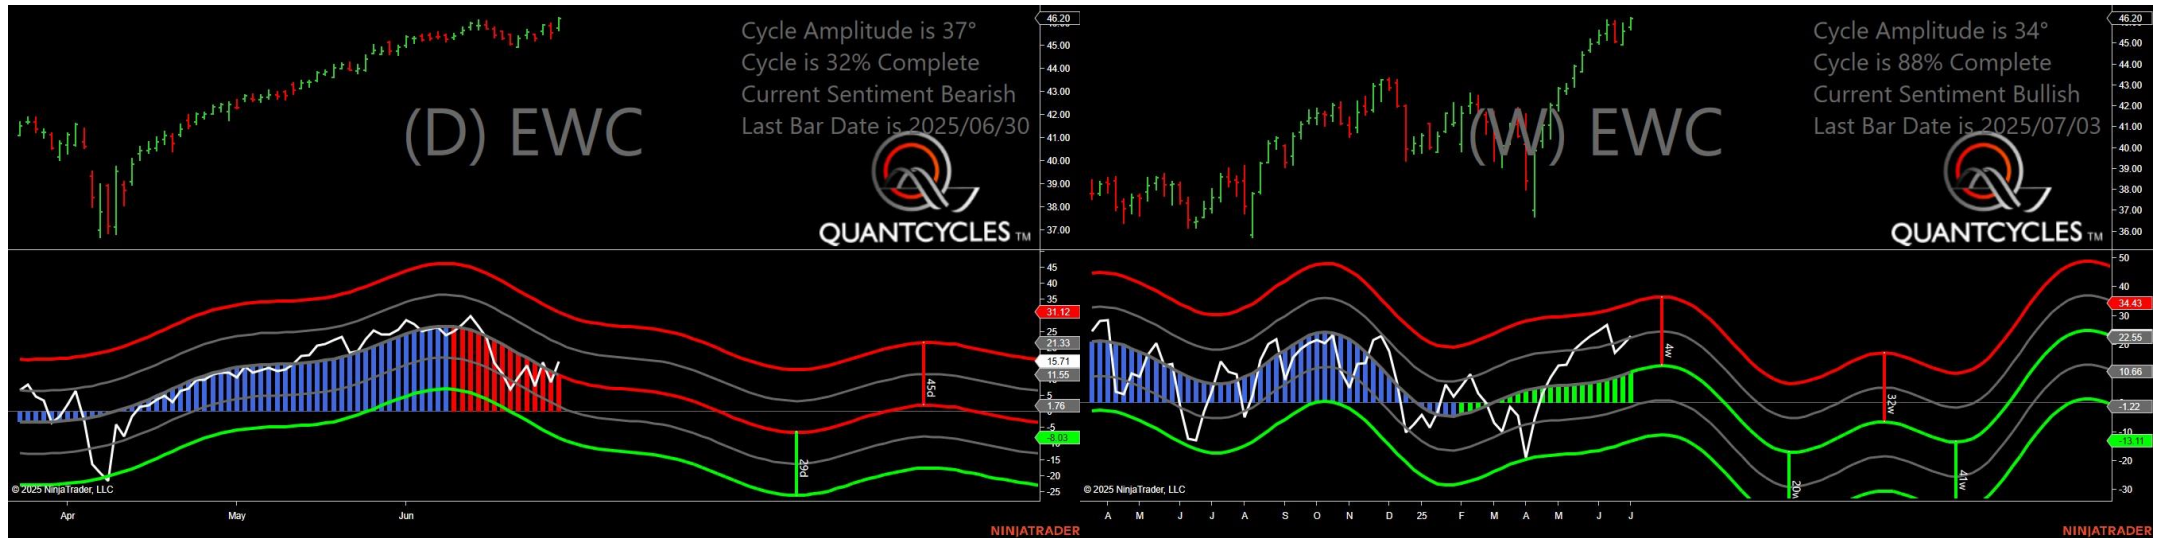 Cycle Amplitude is 37°
Cycle is 32% Complete
Current Sentiment Bearish
Last Bar Date is 2025/06/30
(D) EWC
QUANTCYCLES TM
46.20
45.00
44.00
43.00
42.00
41.00
40.00
39.00
38.00
37.00
45
40
35
31.12
25
21.33
15.71
11.55
5
1.76
-5
-8.03
-15
-20
-25
45d
29d
© 2025 NinjaTrader, LLC
Apr May Jun
NINJATRADER
Cycle Amplitude is 34°
Cycle is 88% Complete
Current Sentiment Bullish
Last Bar Date is 2025/07/03
(W) EWC
QUANTCYCLES TM
46.20
45.00
44.00
43.00
42.00
41.00
40.00
39.00
38.00
37.00
36.00
50
40
34.43
30
22.55
20
10.66
-1.22
-10
-13.11
-20
-30
4w
32w
20w
41w
© 2025 NinjaTrader, LLC
A M J J A S O N D 25 F M A M J J
NINJATRADER